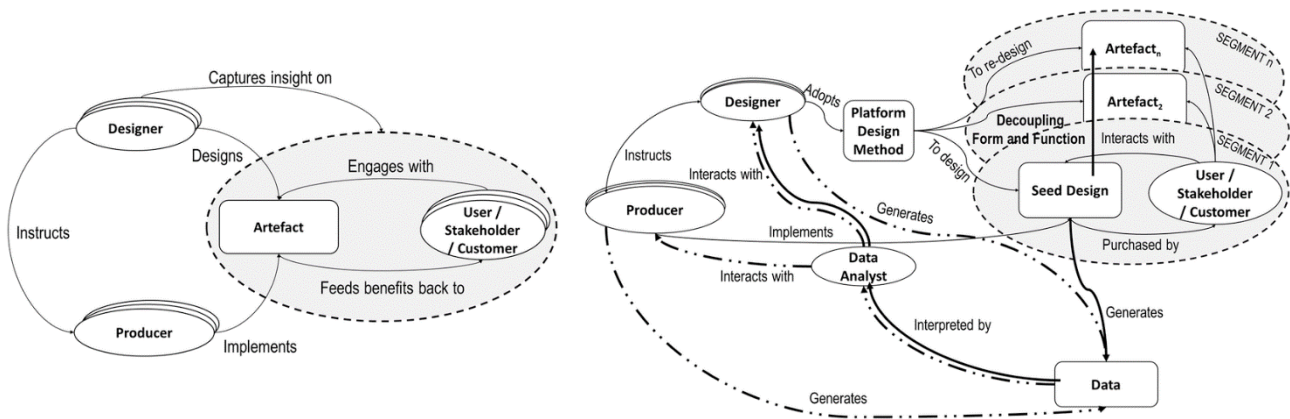 Captures insight on
Designer
Designs
Engages with
Instructs
Artefact
User /
Stakeholder
/ Customer
Feeds benefits back to
Producer
Implements
Artefactₙ
SEGMENT n
To re-design
Designer
Adopts
Platform
Design
Method
Artefact₂
SEGMENT 2
Decoupling
Form and Function
Interacts with
SEGMENT 1
Instructs
Interacts with
To design
Seed Design
User /
Stakeholder
/ Customer
Producer
Generates
Implements
Purchased by
Data
Analyst
Interacts with
Interpreted by
Generates
Data
Generates